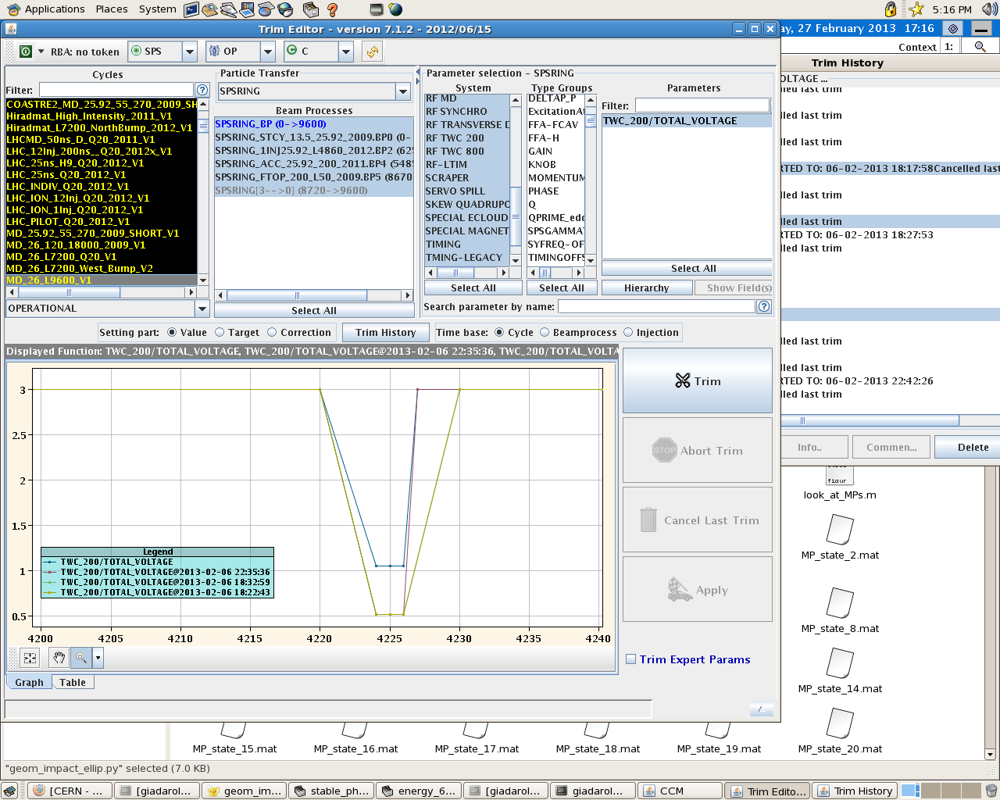 Applications Places System
5:16 PM
Trim Editor - version 7.1.2 - 2012/06/15
ay, 27 February 2013 17:16
RBA: no token SPS OP C
Context 1:
Trim History
Cycles
Filter:
COASTRE2_MD_25.92_55_270_2009_SH
Hiradmat_High_Intensity_2011_V1
Hiradmat_L7200_NorthBump_2012_V1
LHCMD_50ns_D_Q20_2011_V1
LHC_12Inj_200ns__Q20_2012x_V1
LHC_25ns_H9_Q20_2012_V1
LHC_25ns_Q20_2012_V1
LHC_INDIV_Q20_2012_V1
LHC_ION_12Inj_Q20_2012_V1
LHC_ION_1Inj_Q20_2012_V1
LHC_PILOT_Q20_2012_V1
MD_25.92_55_270_2009_SHORT_V1
MD_26_120_18000_2009_V1
MD_26_L7200_Q20_V1
MD_26_L7200_West_Bump_V2
MD_26_L9600_V1
OPERATIONAL
Particle Transfer
SPSRING
Beam Processes
SPSRING_BP (0->9600)
SPSRING_STCY_13.5_25.92_2009.BP0 (0-
SPSRING_1INJ25.92_L4860_2012.BP2 (625
SPSRING_ACC_25.92_200_2011.BP4 (548
SPSRING_FTOP_200_L50_2009.BP5 (8670
SPSRING[3-->0] (8720->9600)
Select All
Parameter selection - SPSRING
System
RF MD
RF SYNCHRO
RF TRANSVERSE D
RF TWC 200
RF TWC 800
RF-LTIM
SCRAPER
SERVO SPILL
SKEW QUADRUPO
SPECIAL ECLOUD
SPECIAL MAGNET
TIMING
TMING-LEGACY
Select All
Type Groups
DELTAP_P
ExcitationA
FFA-FCAV
FFA-H
GAIN
KNOB
MOMENTUM
PHASE
Q
QPRIME_edd
SPSGAMMA
SYFREQ-OF
TIMINGOFFS
Select All
Parameters
Filter:
TWC_200/TOTAL_VOLTAGE
Select All
Hierarchy Show Field(s)
Search parameter by name:
OLTAGE ...
lled last trim
lled last trim
lled last trim
RTED TO: 06-02-2013 18:17:58Cancelled last
lled last trim
lled last trim
RTED TO: 06-02-2013 18:27:53
lled last trim
lled last trim
lled last trim
RTED TO: 06-02-2013 22:42:26
lled last trim
Info.. Commen... Delete
Setting part: Value Target Correction Trim History Time base: Cycle Beamprocess Injection
Displayed Function: TWC_200/TOTAL_VOLTAGE, TWC_200/TOTAL_VOLTAGE@2013-02-06 22:35:36, TWC_200/TOTAL_VOLTA
3
2.5
2
1.5
1
0.5
4200 4205 4210 4215 4220 4225 4230 4235 4240
Legend
TWC_200/TOTAL_VOLTAGE
TWC_200/TOTAL_VOLTAGE@2013-02-06 22:35:36
TWC_200/TOTAL_VOLTAGE@2013-02-06 18:32:59
TWC_200/TOTAL_VOLTAGE@2013-02-06 18:22:43
Trim
STOP Abort Trim
Cancel Last Trim
Apply
Trim Expert Params
Graph Table
figur
look_at_MPs.m
MP_state_2.mat
MP_state_8.mat
MP_state_14.mat
MP_state_15.mat MP_state_16.mat MP_state_17.mat MP_state_18.mat MP_state_19.mat MP_state_20.mat
"geom_impact_ellip.py" selected (7.0 KB)
[CERN - ... [giadarol... geom_im... stable_ph... energy_6... [giadarol... giadarol... CCM Trim Edito... Trim History